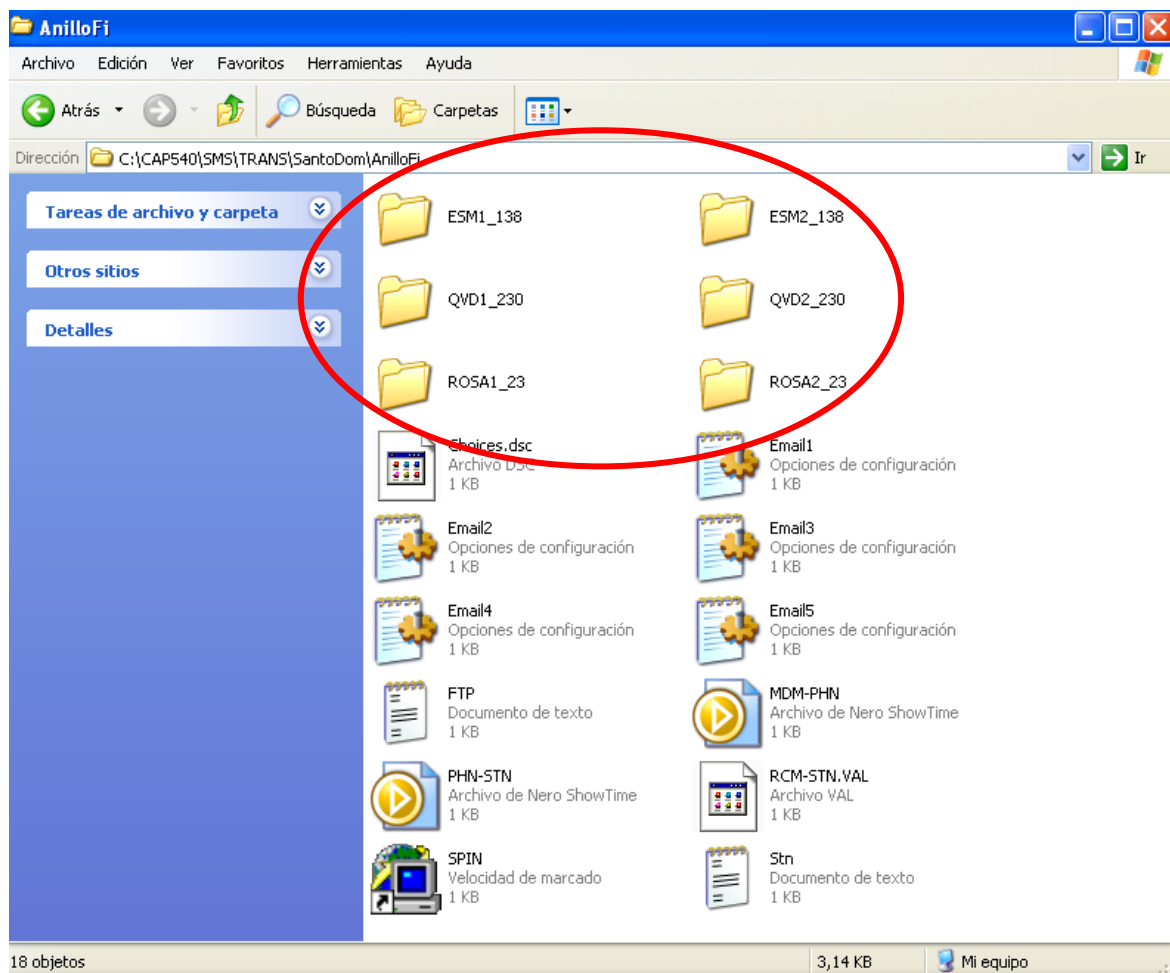 AnilloFi
Archivo Edición Ver Favoritos Herramientas Ayuda
Atrás Búsqueda Carpetas
Dirección C:\CAP540\SMS\TRANS\SantoDom\AnilloFi Ir
Tareas de archivo y carpeta
Otros sitios
Detalles
ESM1_138
ESM2_138
QVD1_230
QVD2_230
ROSA1_23
ROSA2_23
Choices.dsc
Archivo DSC
1 KB
Email1
Opciones de configuración
1 KB
Email2
Opciones de configuración
1 KB
Email3
Opciones de configuración
1 KB
Email4
Opciones de configuración
1 KB
Email5
Opciones de configuración
1 KB
FTP
Documento de texto
1 KB
MDM-PHN
Archivo de Nero ShowTime
1 KB
PHN-STN
Archivo de Nero ShowTime
1 KB
RCM-STN.VAL
Archivo VAL
1 KB
SPIN
Velocidad de marcado
1 KB
Stn
Documento de texto
1 KB
18 objetos 3,14 KB Mi equipo